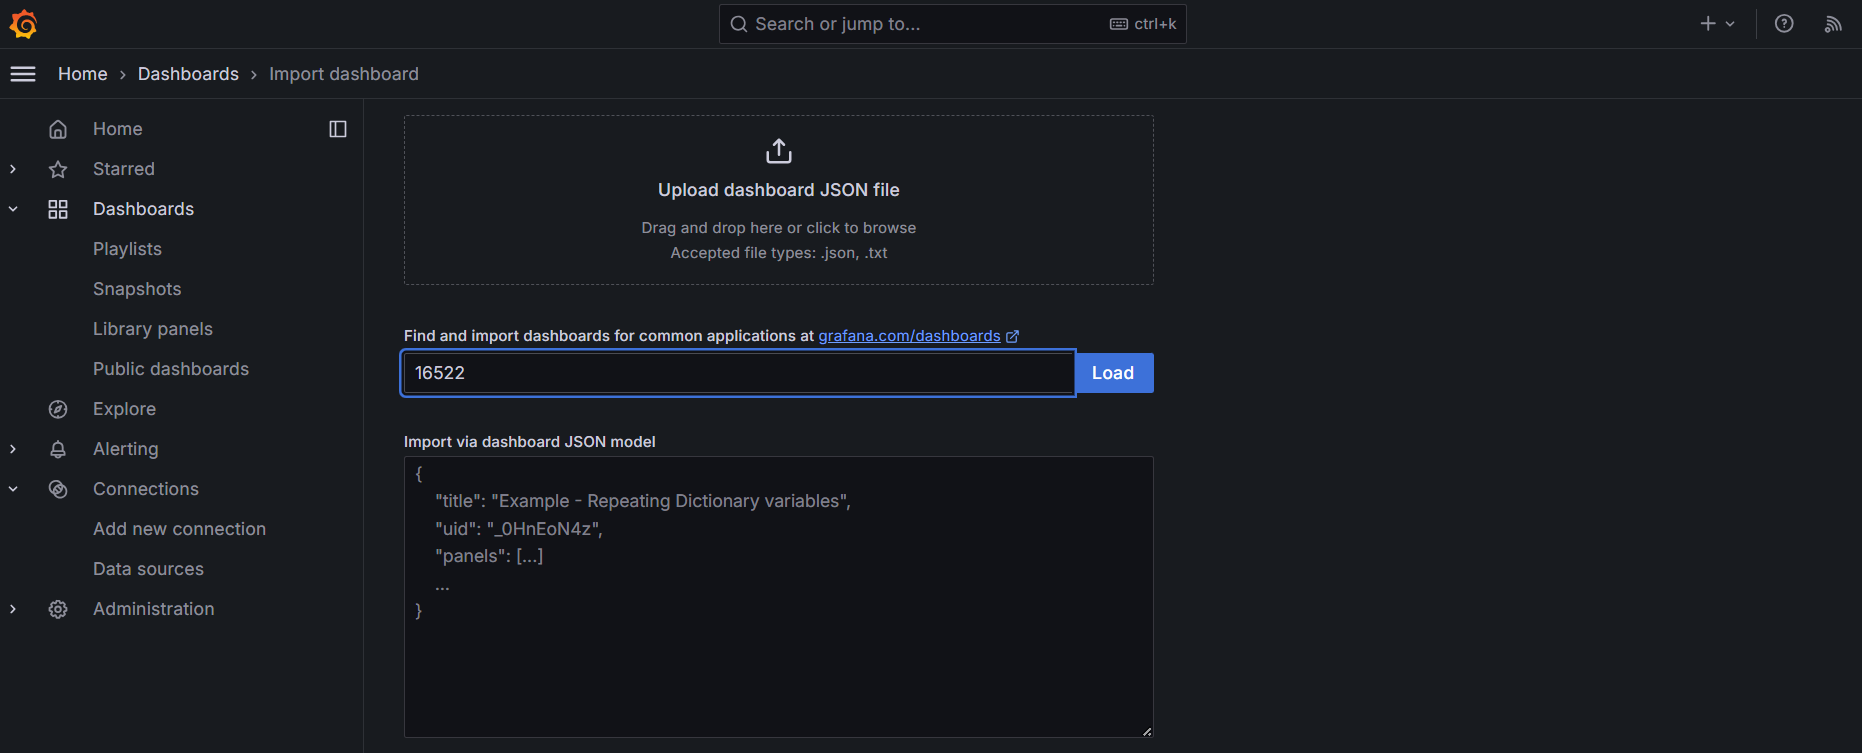 Search or jump to... ctrl+k
Home › Dashboards › Import dashboard
Home
Starred
Dashboards
Playlists
Snapshots
Library panels
Public dashboards
Explore
Alerting
Connections
Add new connection
Data sources
Administration
Upload dashboard JSON file
Drag and drop here or click to browse
Accepted file types: .json, .txt
Find and import dashboards for common applications at grafana.com/dashboards
16522 Load
Import via dashboard JSON model
{
"title": "Example - Repeating Dictionary variables",
"uid": "_0HnEoN4z",
"panels": [...]
...
}